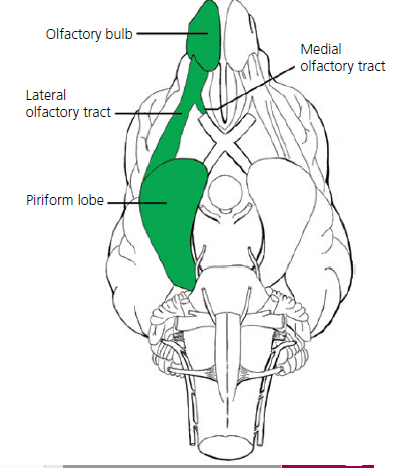 Olfactory bulb
Medial
olfactory tract
Lateral
olfactory tract
Piriform lobe